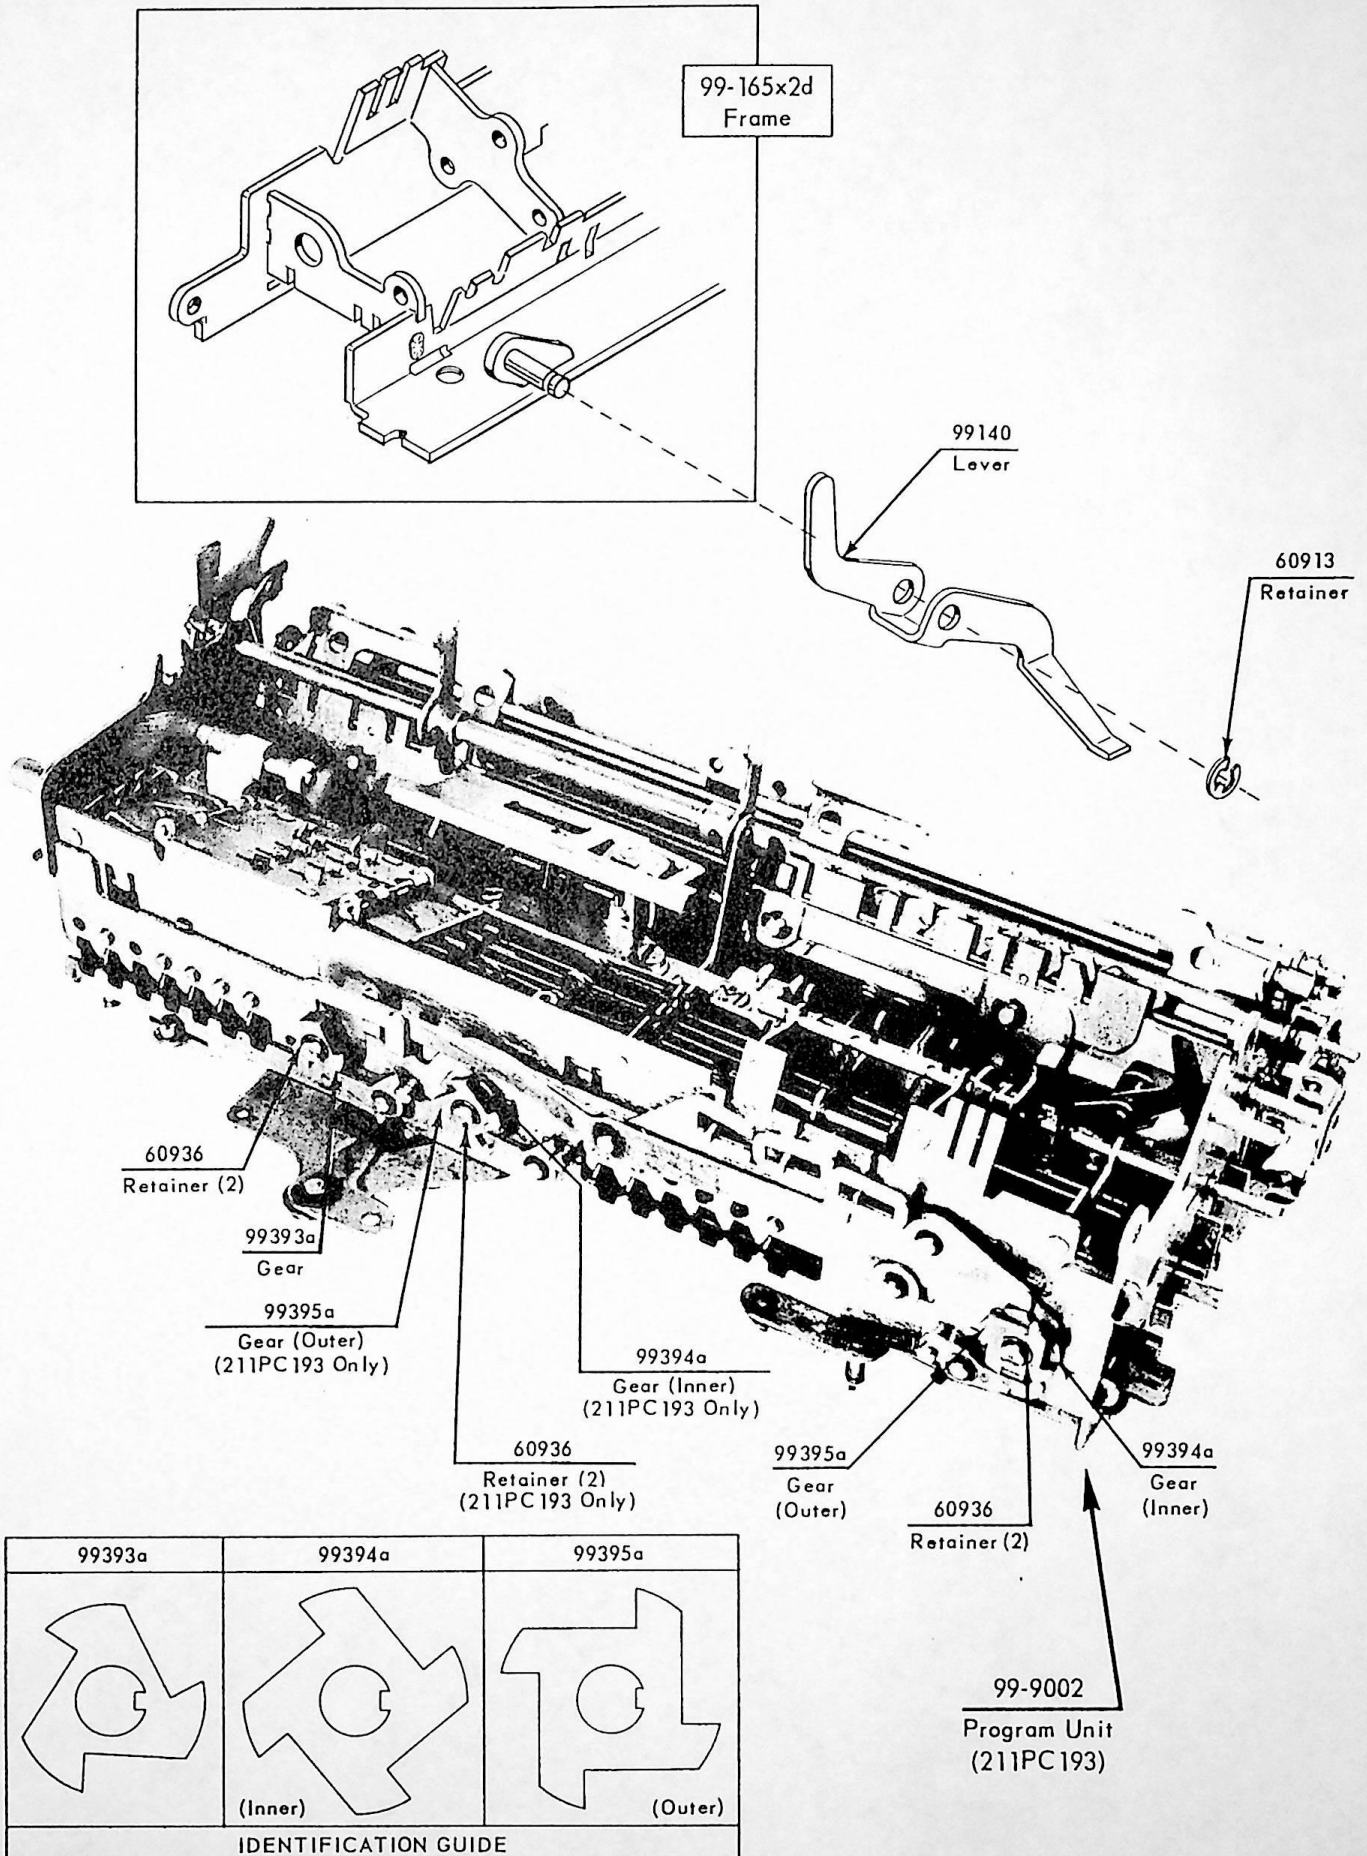 99-165x2d
Frame
99140
Lever
60913
Retainer
60936
Retainer (2)
99393a
Gear
99395a
Gear (Outer)
(211PC193 Only)
99394a
Gear (Inner)
(211PC193 Only)
60936
Retainer (2)
(211PC193 Only)
99395a
Gear
(Outer)
60936
Retainer (2)
99394a
Gear
(Inner)
99-9002
Program Unit
(211PC193)
99393a
99394a
99395a
(Inner)
(Outer)
IDENTIFICATION GUIDE